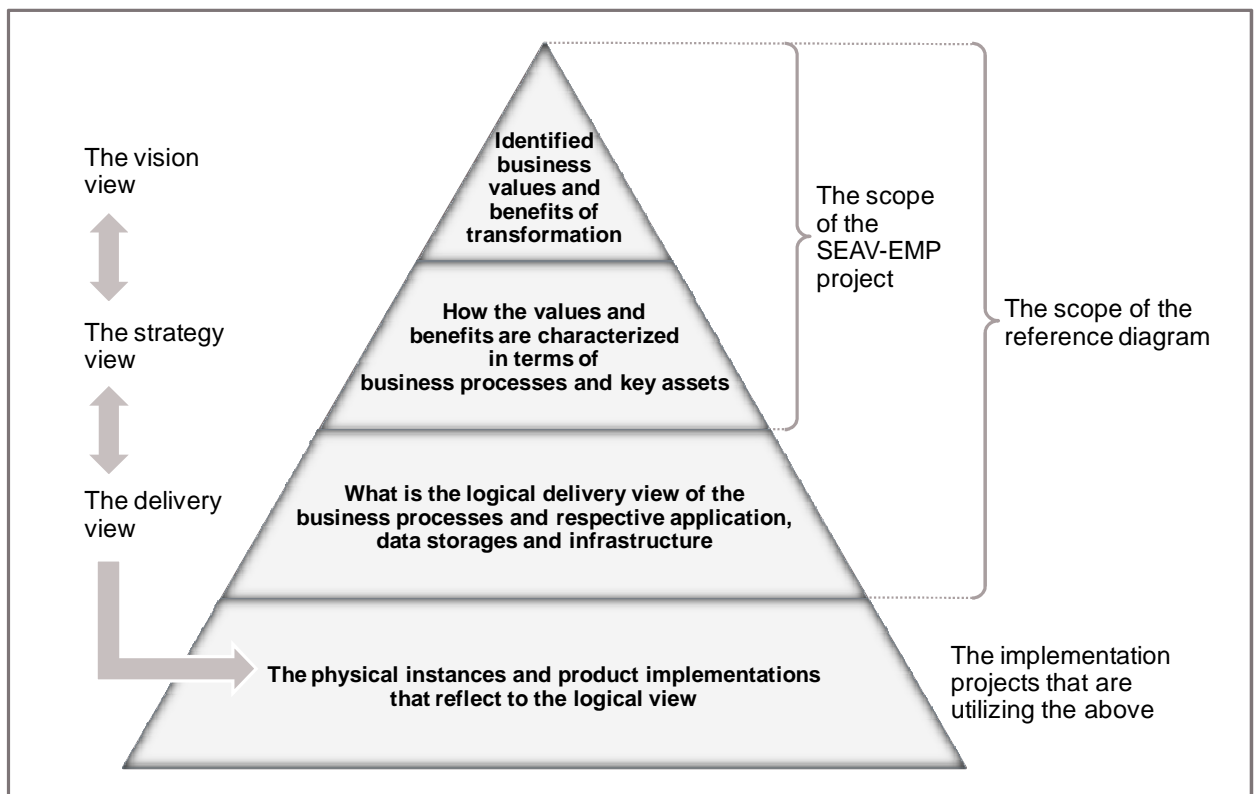 The vision
view
The strategy
view
The delivery
view
Identified
business
values and
benefits of
transformation
How the values and
benefits are characterized
in terms of
business processes and key assets
What is the logical delivery view of the
business processes and respective application,
data storages and infrastructure
The physical instances and product implementations
that reflect to the logical view
The scope
of the
SEAV-EMP
project
The scope of the
reference diagram
The implementation
projects that are
utilizing the above